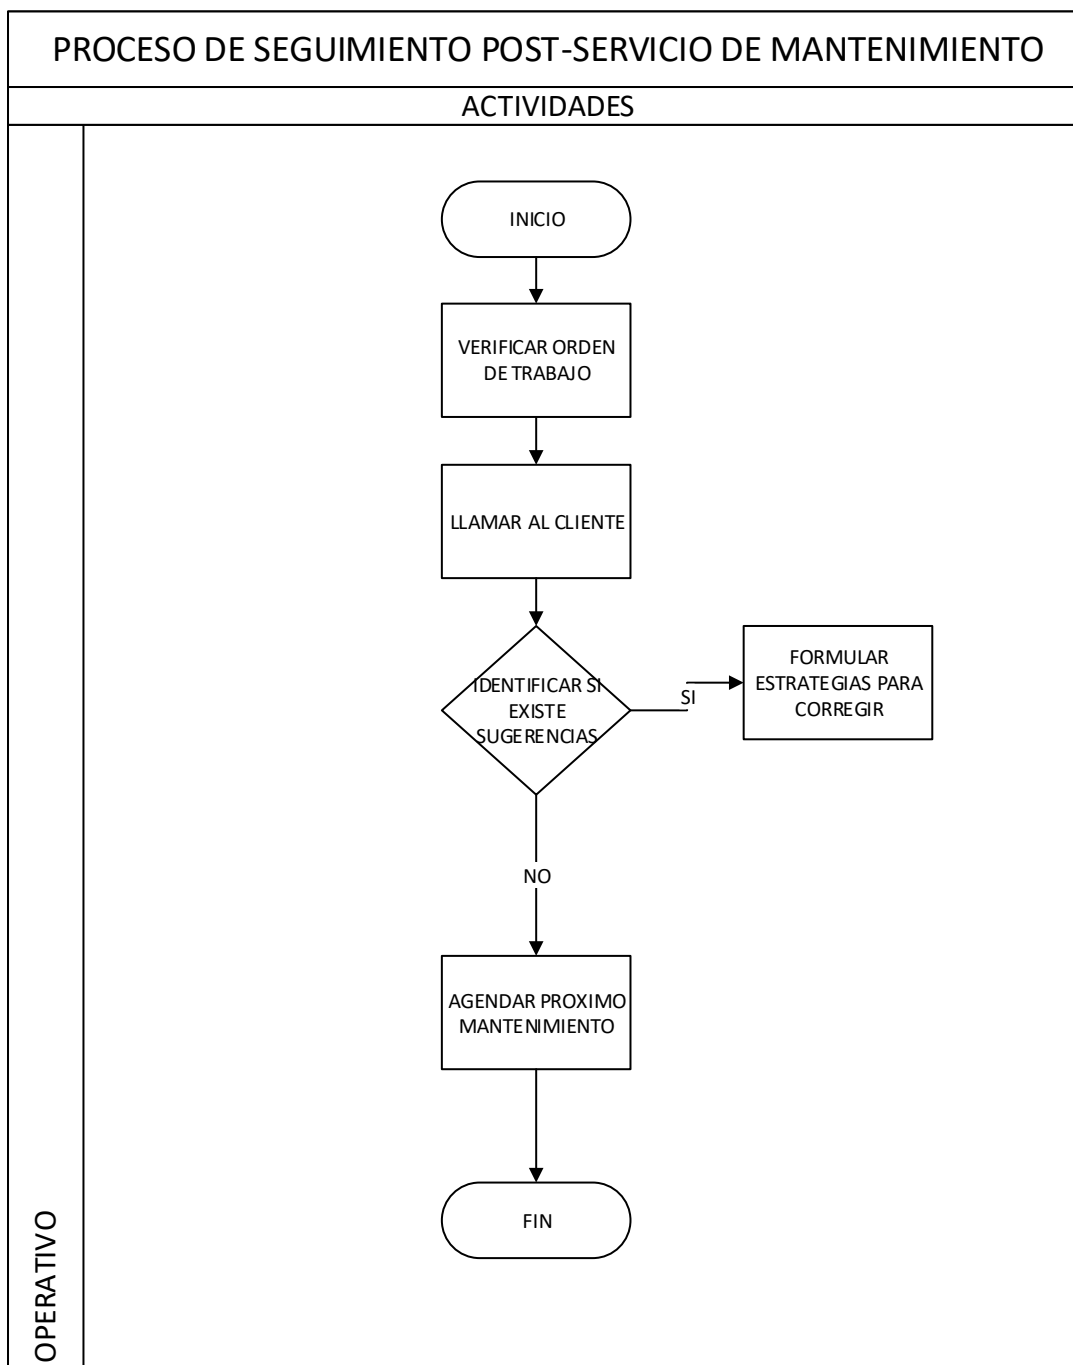 PROCESO DE SEGUIMIENTO POST-SERVICIO DE MANTENIMIENTO
ACTIVIDADES
INICIO
VERIFICAR ORDEN
DE TRABAJO
LLAMAR AL CLIENTE
IDENTIFICAR SI
EXISTE
SUGERENCIAS
SI
FORMULAR
ESTRATEGIAS PARA
CORREGIR
NO
AGENDAR PROXIMO
MANTENIMIENTO
FIN
OPERATIVO